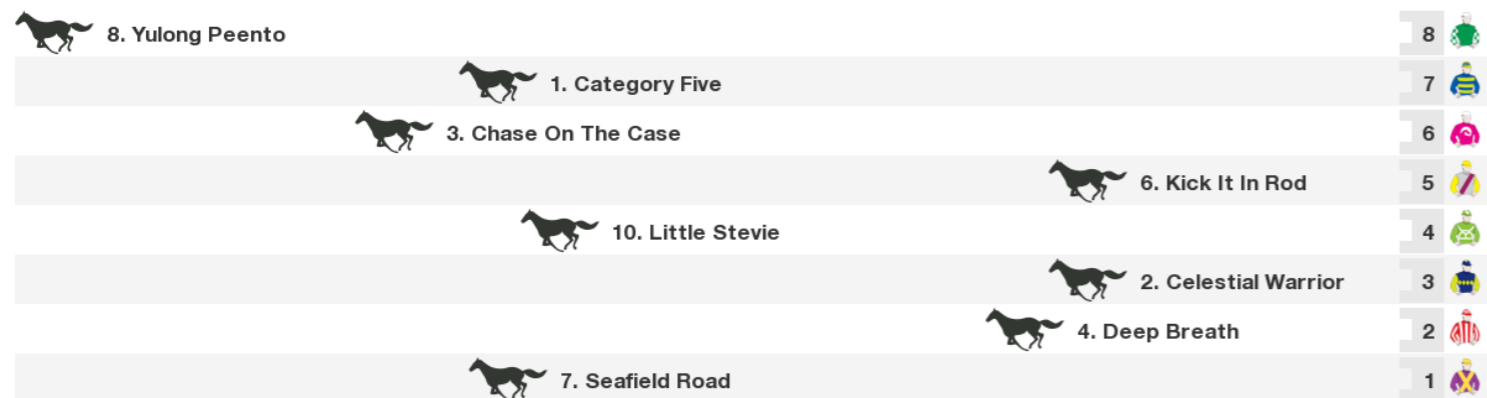 8. Yulong Peento 8
1. Category Five 7
3. Chase On The Case 6
6. Kick It In Rod 5
10. Little Stevie 4
2. Celestial Warrior 3
4. Deep Breath 2
7. Seafield Road 1